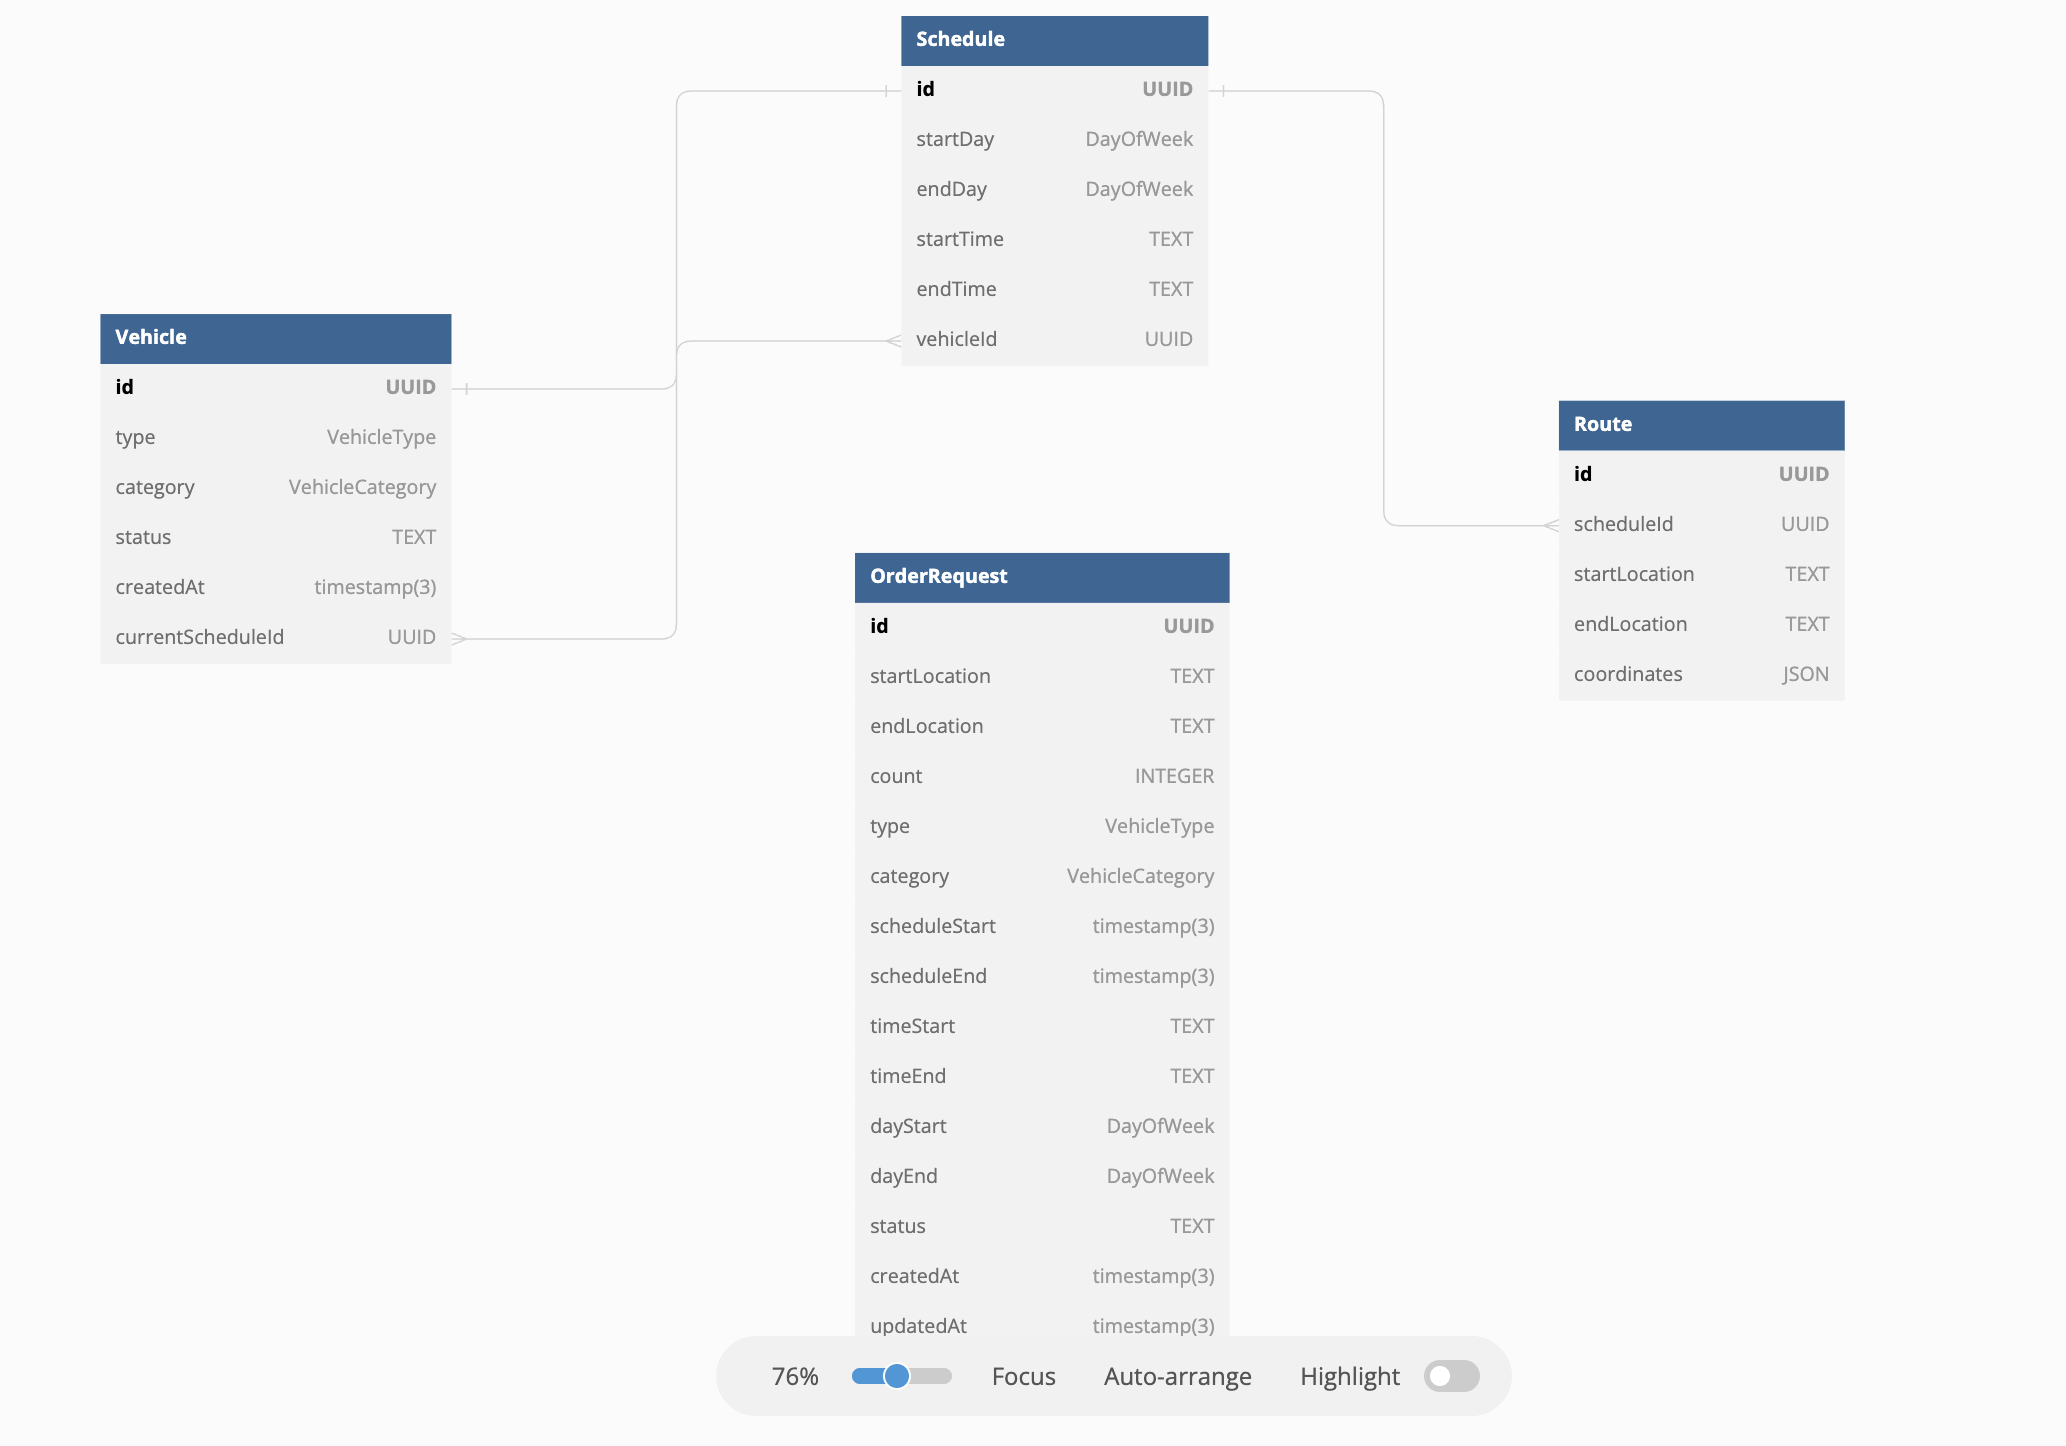 Schedule
id UUID
startDay DayOfWeek
endDay DayOfWeek
startTime TEXT
endTime TEXT
vehicleId UUID
Vehicle
id UUID
type VehicleType
category VehicleCategory
status TEXT
createdAt timestamp(3)
currentScheduleId UUID
Route
id UUID
scheduleId UUID
startLocation TEXT
endLocation TEXT
coordinates JSON
OrderRequest
id UUID
startLocation TEXT
endLocation TEXT
count INTEGER
type VehicleType
category VehicleCategory
scheduleStart timestamp(3)
scheduleEnd timestamp(3)
timeStart TEXT
timeEnd TEXT
dayStart DayOfWeek
dayEnd DayOfWeek
status TEXT
createdAt timestamp(3)
updatedAt timestamp(3)
76% Focus Auto-arrange Highlight